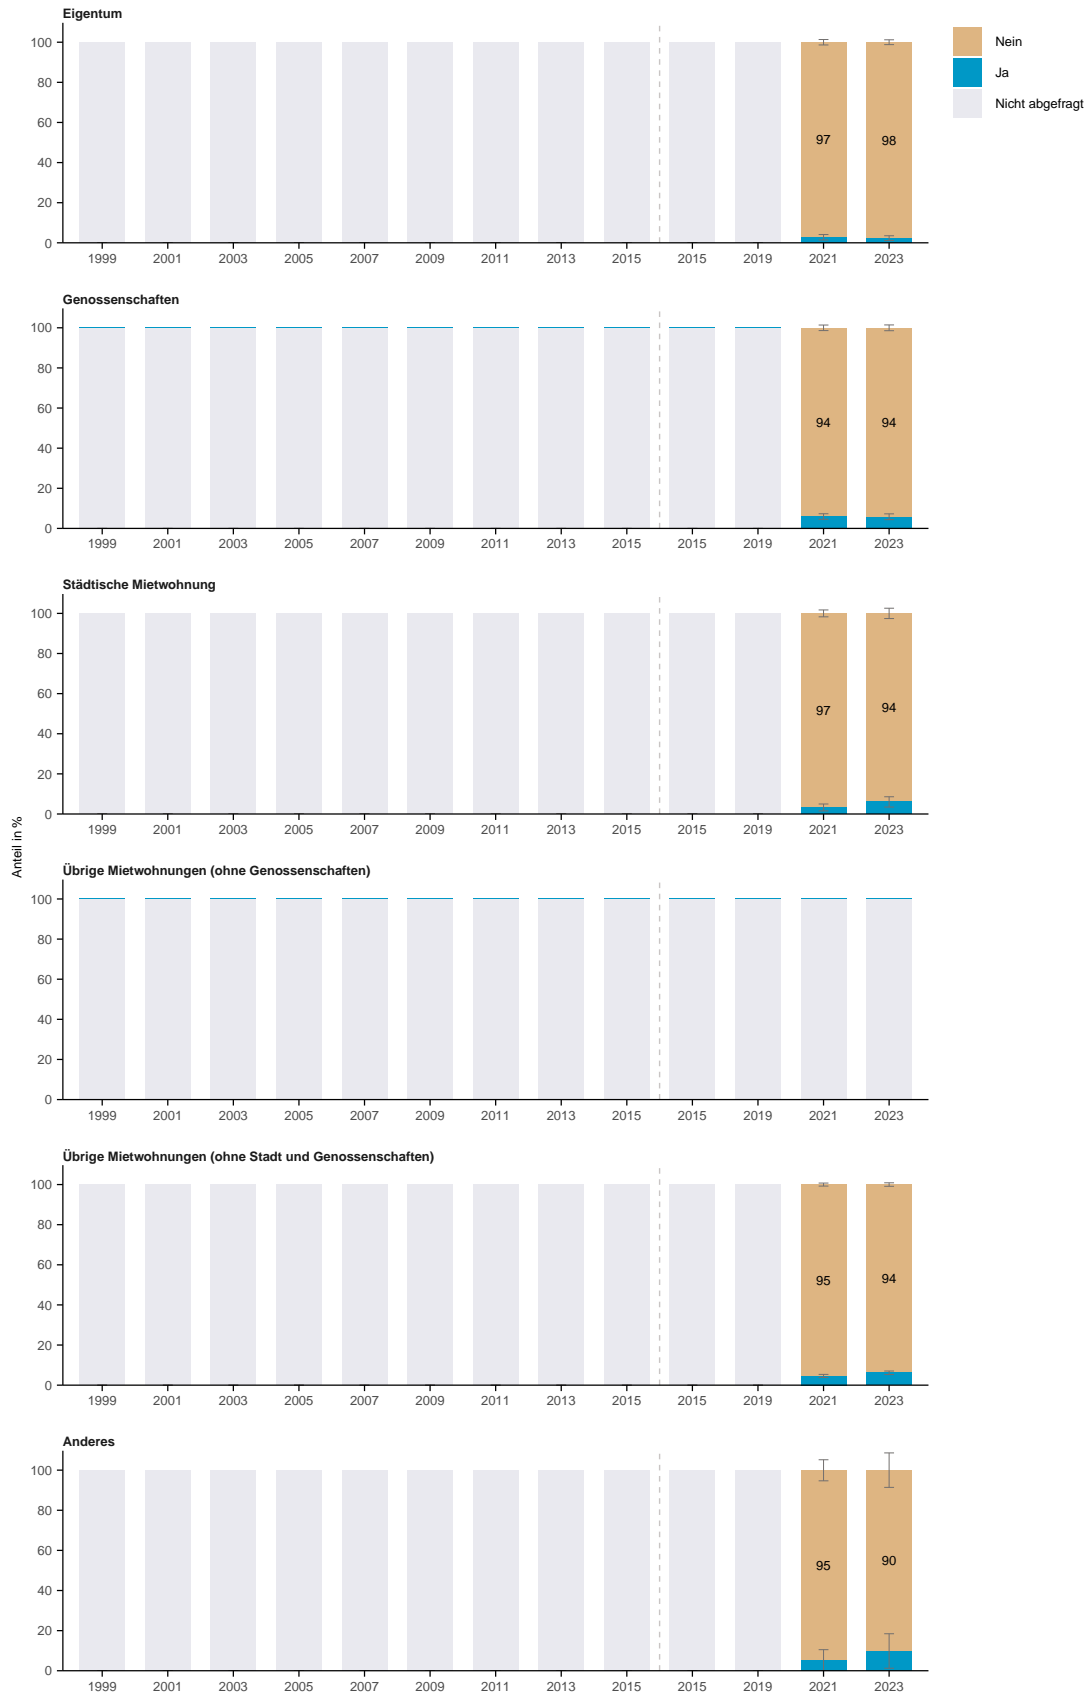 Eigentum
100
80
60
40
20
0
97
98
1999 2001 2003 2005 2007 2009 2011 2013 2015 2015 2019 2021 2023
Nein
Ja
Nicht abgefragt
Genossenschaften
100
80
60
40
20
0
94
94
1999 2001 2003 2005 2007 2009 2011 2013 2015 2015 2019 2021 2023
Städtische Mietwohnung
100
80
60
40
20
0
97
94
1999 2001 2003 2005 2007 2009 2011 2013 2015 2015 2019 2021 2023
Anteil in %
Übrige Mietwohnungen (ohne Genossenschaften)
100
80
60
40
20
0
1999 2001 2003 2005 2007 2009 2011 2013 2015 2015 2019 2021 2023
Übrige Mietwohnungen (ohne Stadt und Genossenschaften)
100
80
60
40
20
0
95
94
1999 2001 2003 2005 2007 2009 2011 2013 2015 2015 2019 2021 2023
Anderes
100
80
60
40
20
0
95
90
1999 2001 2003 2005 2007 2009 2011 2013 2015 2015 2019 2021 2023